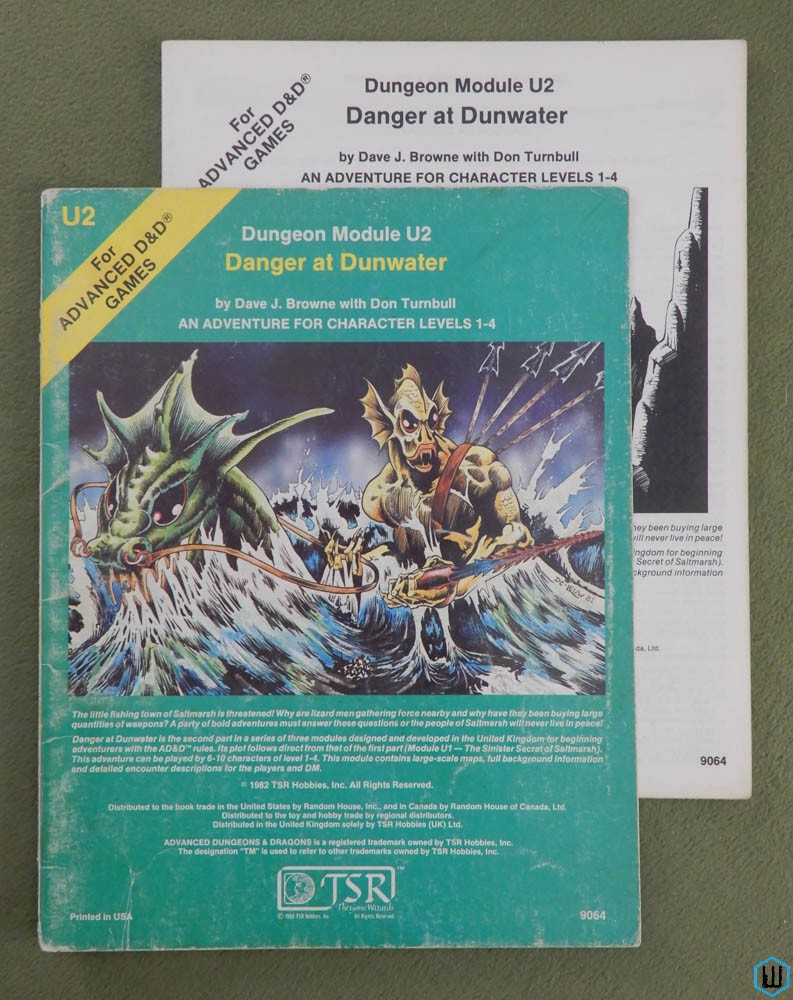 Dungeon Module U2
Danger at Dunwater
For
ADVANCED D&D®
GAMES
by Dave J. Browne with Don Turnbull
AN ADVENTURE FOR CHARACTER LEVELS 1-4
hey been buying large
will never live in peace!
ingdom for beginning
Secret of Saltmarsh).
ckground information
da, Ltd.
9064
U2
For
ADVANCED D&D®
GAMES
Dungeon Module U2
Danger at Dunwater
by Dave J. Browne with Don Turnbull
AN ADVENTURE FOR CHARACTER LEVELS 1-4
The little fishing town of Saltmarsh is threatened! Why are lizard men gathering force nearby and why have they been buying large
quantities of weapons? A party of bold adventures must answer these questions or the people of Saltmarsh will never live in peace!
Danger at Dunwater is the second part in a series of three modules designed and developed in the United Kingdom for beginning
adventurers with the AD&D™ rules. Its plot follows direct from that of the first part (Module U1 — The Sinister Secret of Saltmarsh).
This adventure can be played by 6-10 characters of level 1-4. This module contains large-scale maps, full background information
and detailed encounter descriptions for the players and DM.
© 1982 TSR Hobbies, Inc. All Rights Reserved.
Distributed to the book trade in the United States by Random House, Inc., and in Canada by Random House of Canada, Ltd.
Distributed to the toy and hobby trade by regional distributors.
Distributed in the United Kingdom solely by TSR Hobbies (UK) Ltd.
ADVANCED DUNGEONS & DRAGONS is a registered trademark owned by TSR Hobbies, Inc.
The designation "TM" is used to refer to other trademarks owned by TSR Hobbies, Inc.
TSR™
The Game Wizards
© 1980 TSR Hobbies, Inc. All Rights Reserved
Printed in USA
9064